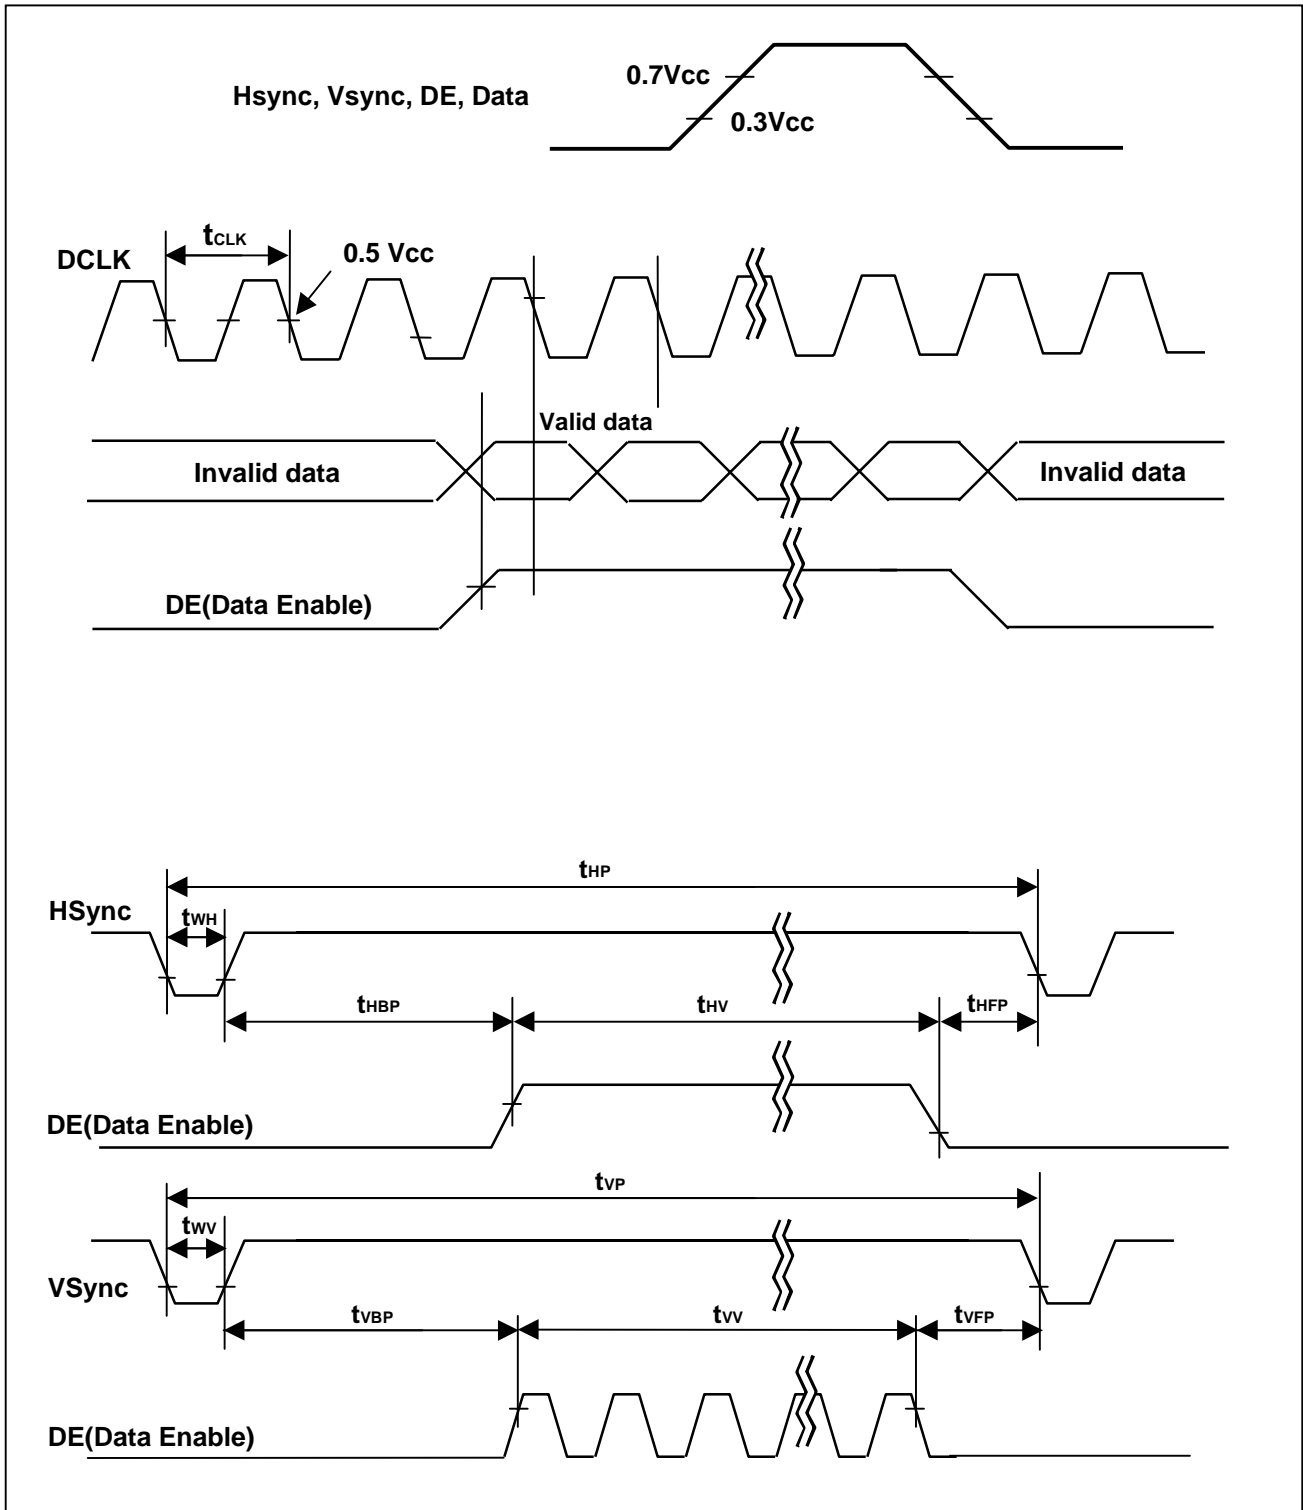 0.7Vcc
Hsync, Vsync, DE, Data
0.3Vcc
tCLK
DCLK
0.5 Vcc
Valid data
Invalid data
Invalid data
DE(Data Enable)
tHP
HSync
tWH
tHBP
tHV
tHFP
DE(Data Enable)
tVP
tWV
VSync
tVBP
tVV
tVFP
DE(Data Enable)